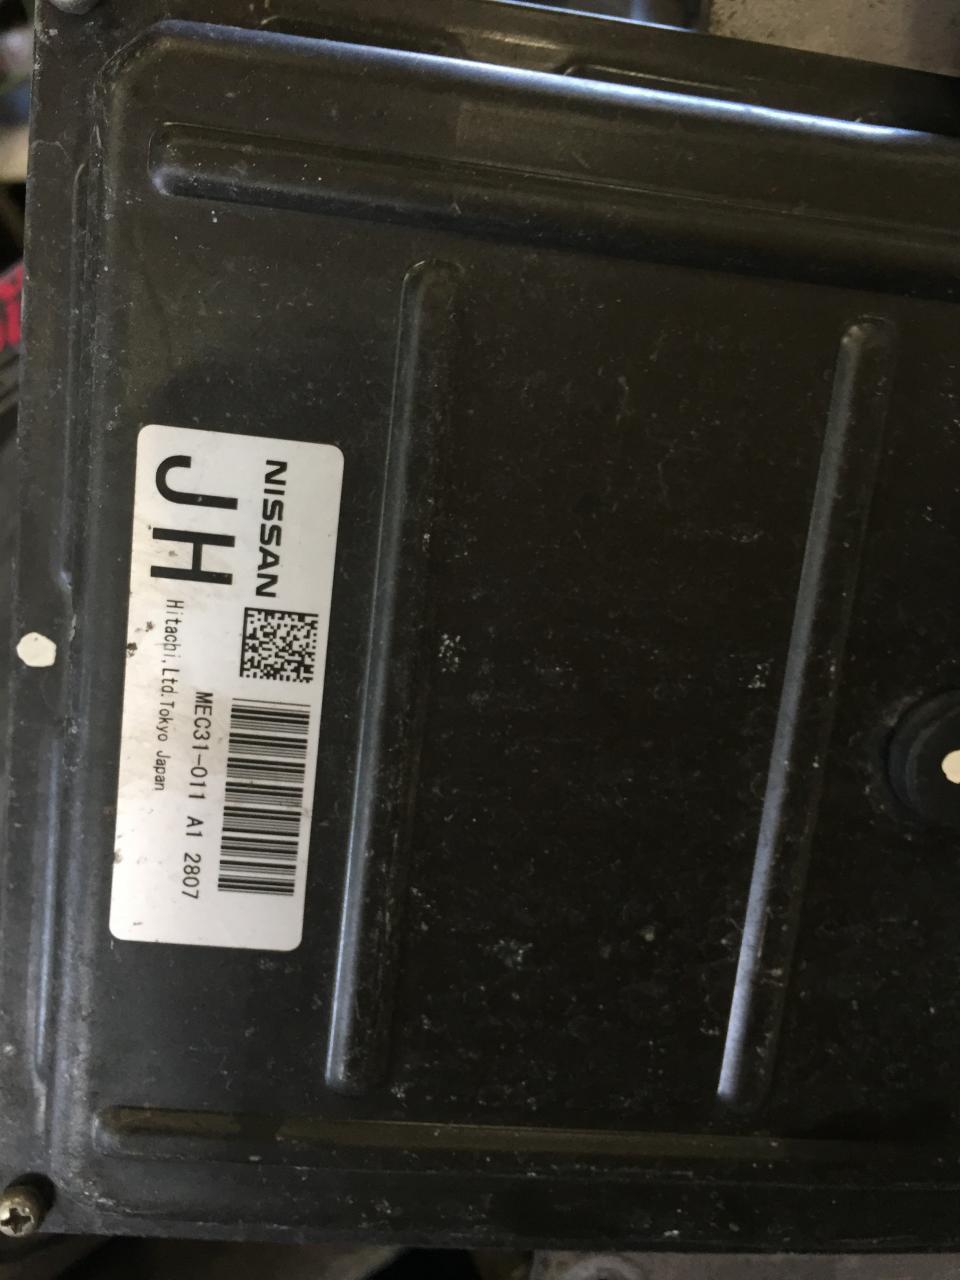 NISSAN
JH
MEC31-011 A1 2807
Hitachi,Ltd.Tokyo Japan